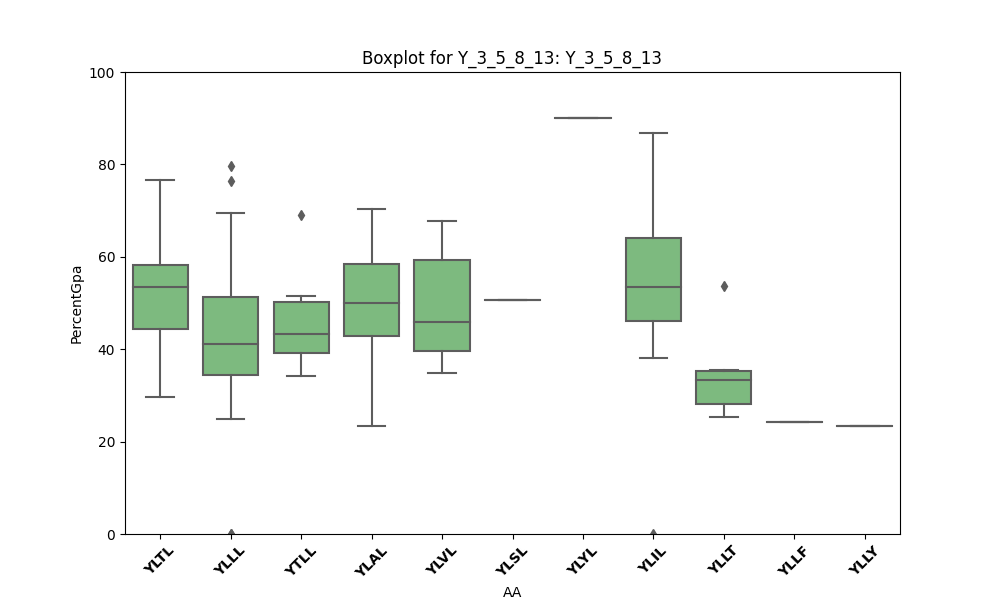 Boxplot for Y_3_5_8_13: Y_3_5_8_13
100
80
60
40
20
0
PercentGpa
YLTL YLLL YTLL YLAL YLVL YLSL YLYL YLIL YLLT YLLF YLLY
AA